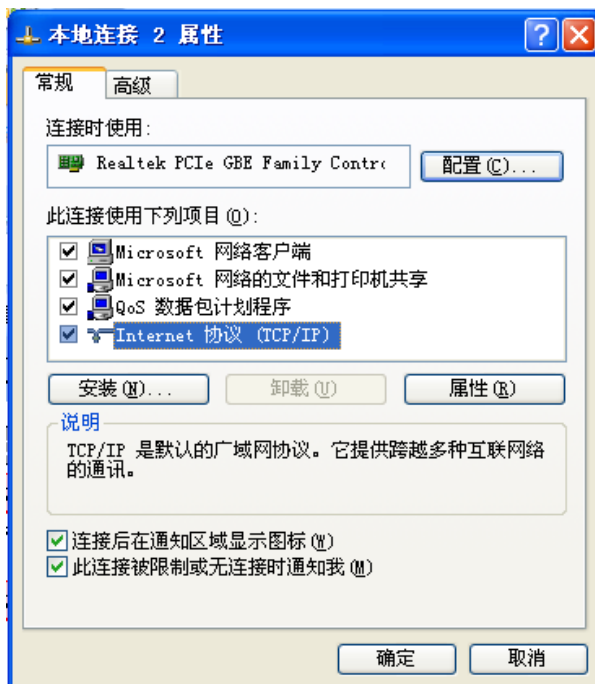 本地连接 2 属性
常规
高级
连接时使用:
Realtek PCIe GBE Family Contr
配置(C)...
此连接使用下列项目(O):
Microsoft 网络客户端
Microsoft 网络的文件和打印机共享
QoS 数据包计划程序
Internet 协议 (TCP/IP)
安装(N)...
卸载(U)
属性(R)
说明
TCP/IP 是默认的广域网协议。它提供跨越多种互联网络
的通讯。
连接后在通知区域显示图标(W)
此连接被限制或无连接时通知我(M)
确定
取消